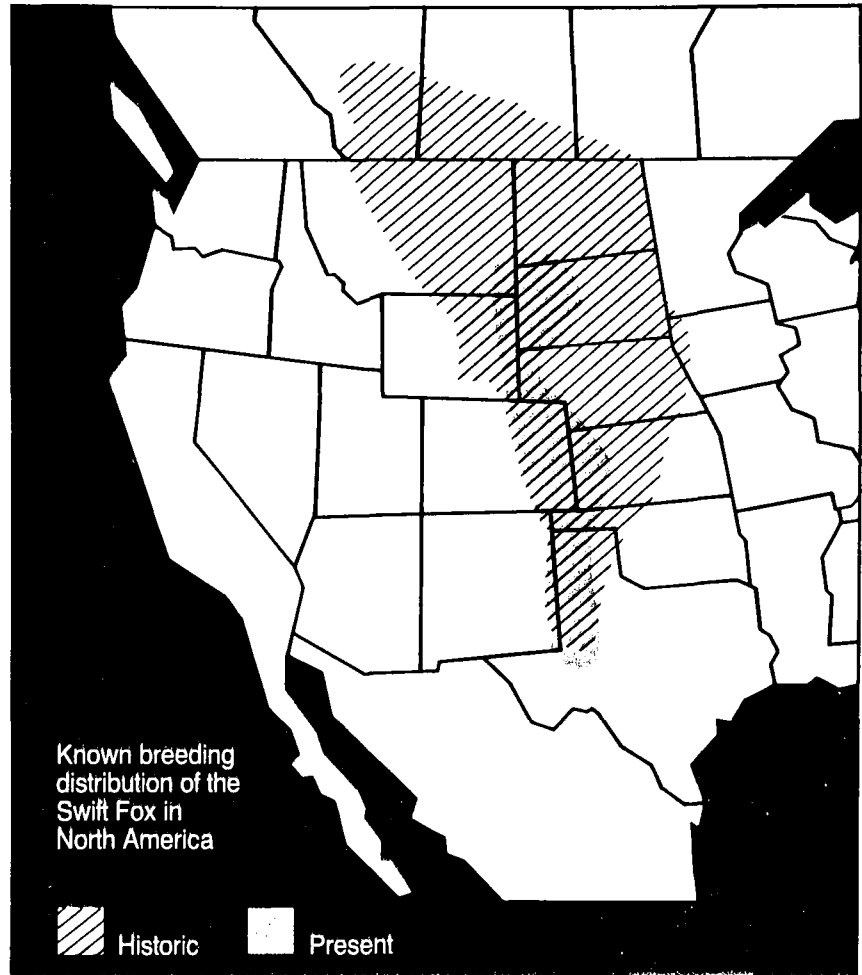 Known breeding
distribution of the
Swift Fox in
North America
Historic
Present